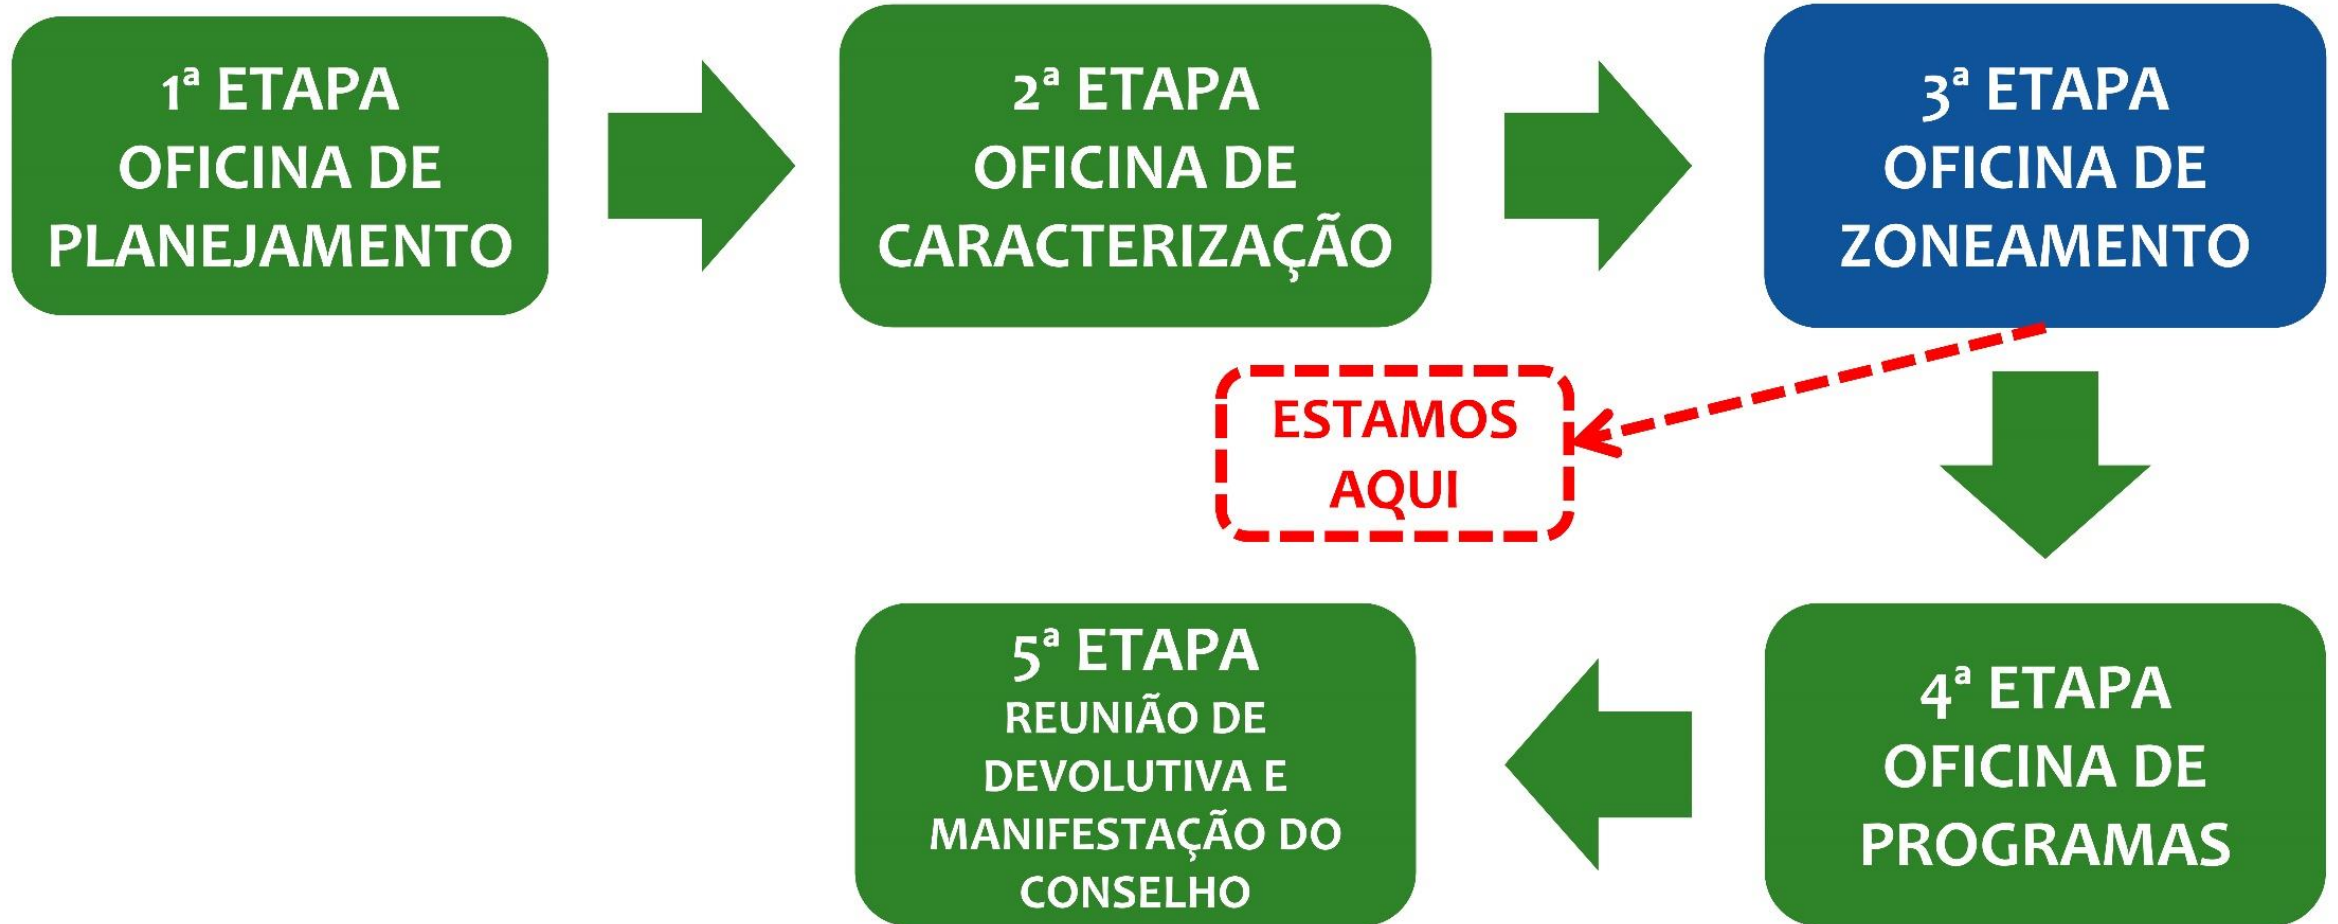 1ª ETAPA
OFICINA DE
PLANEJAMENTO
2ª ETAPA
OFICINA DE
CARACTERIZAÇÃO
3ª ETAPA
OFICINA DE
ZONEAMENTO
ESTAMOS
AQUI
4ª ETAPA
OFICINA DE
PROGRAMAS
5ª ETAPA
REUNIÃO DE
DEVOLUTIVA E
MANIFESTAÇÃO DO
CONSELHO